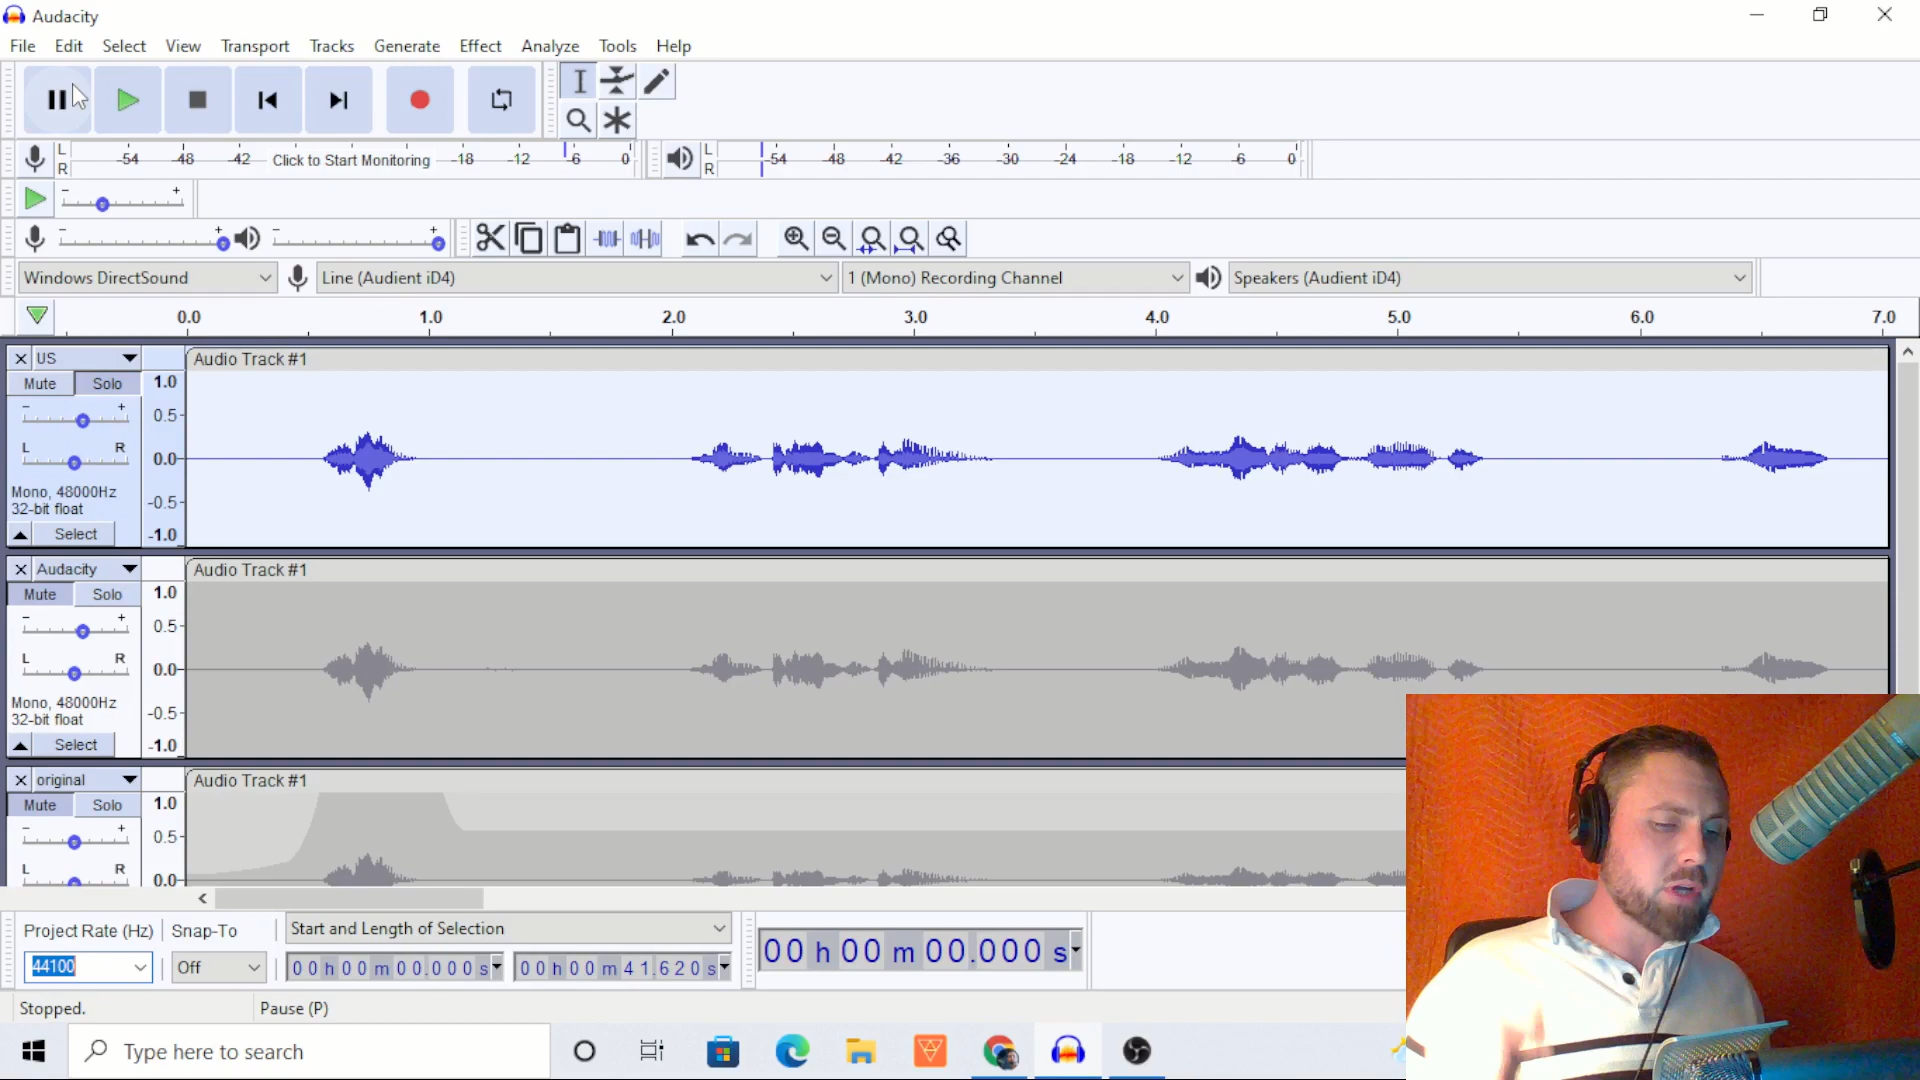 Audacity
File Edit Select View Transport Tracks Generate Effect Analyze Tools Help
L
R
-54 -48 -42 Click to Start Monitoring -18 -12 -6 0
L
R
-54 -48 -42 -36 -30 -24 -18 -12 -6 0
- +
- + - +
Windows DirectSound Line (Audient iD4) 1 (Mono) Recording Channel Speakers (Audient iD4)
0.0 1.0 2.0 3.0 4.0 5.0 6.0 7.0
US Audio Track #1
Mute Solo 1.0
- + 0.5
L R 0.0
Mono, 48000Hz
32-bit float -0.5
Select -1.0
Audacity Audio Track #1
Mute Solo 1.0
- + 0.5
L R 0.0
Mono, 48000Hz
32-bit float -0.5
Select -1.0
original Audio Track #1
Mute Solo 1.0
- + 0.5
L R 0.0
Project Rate (Hz) Snap-To Start and Length of Selection
44100 Off 00 h 00 m 00.000 s 00 h 00 m 41.620 s 00 h 00 m 00.000 s
Stopped. Pause (P)
Type here to search